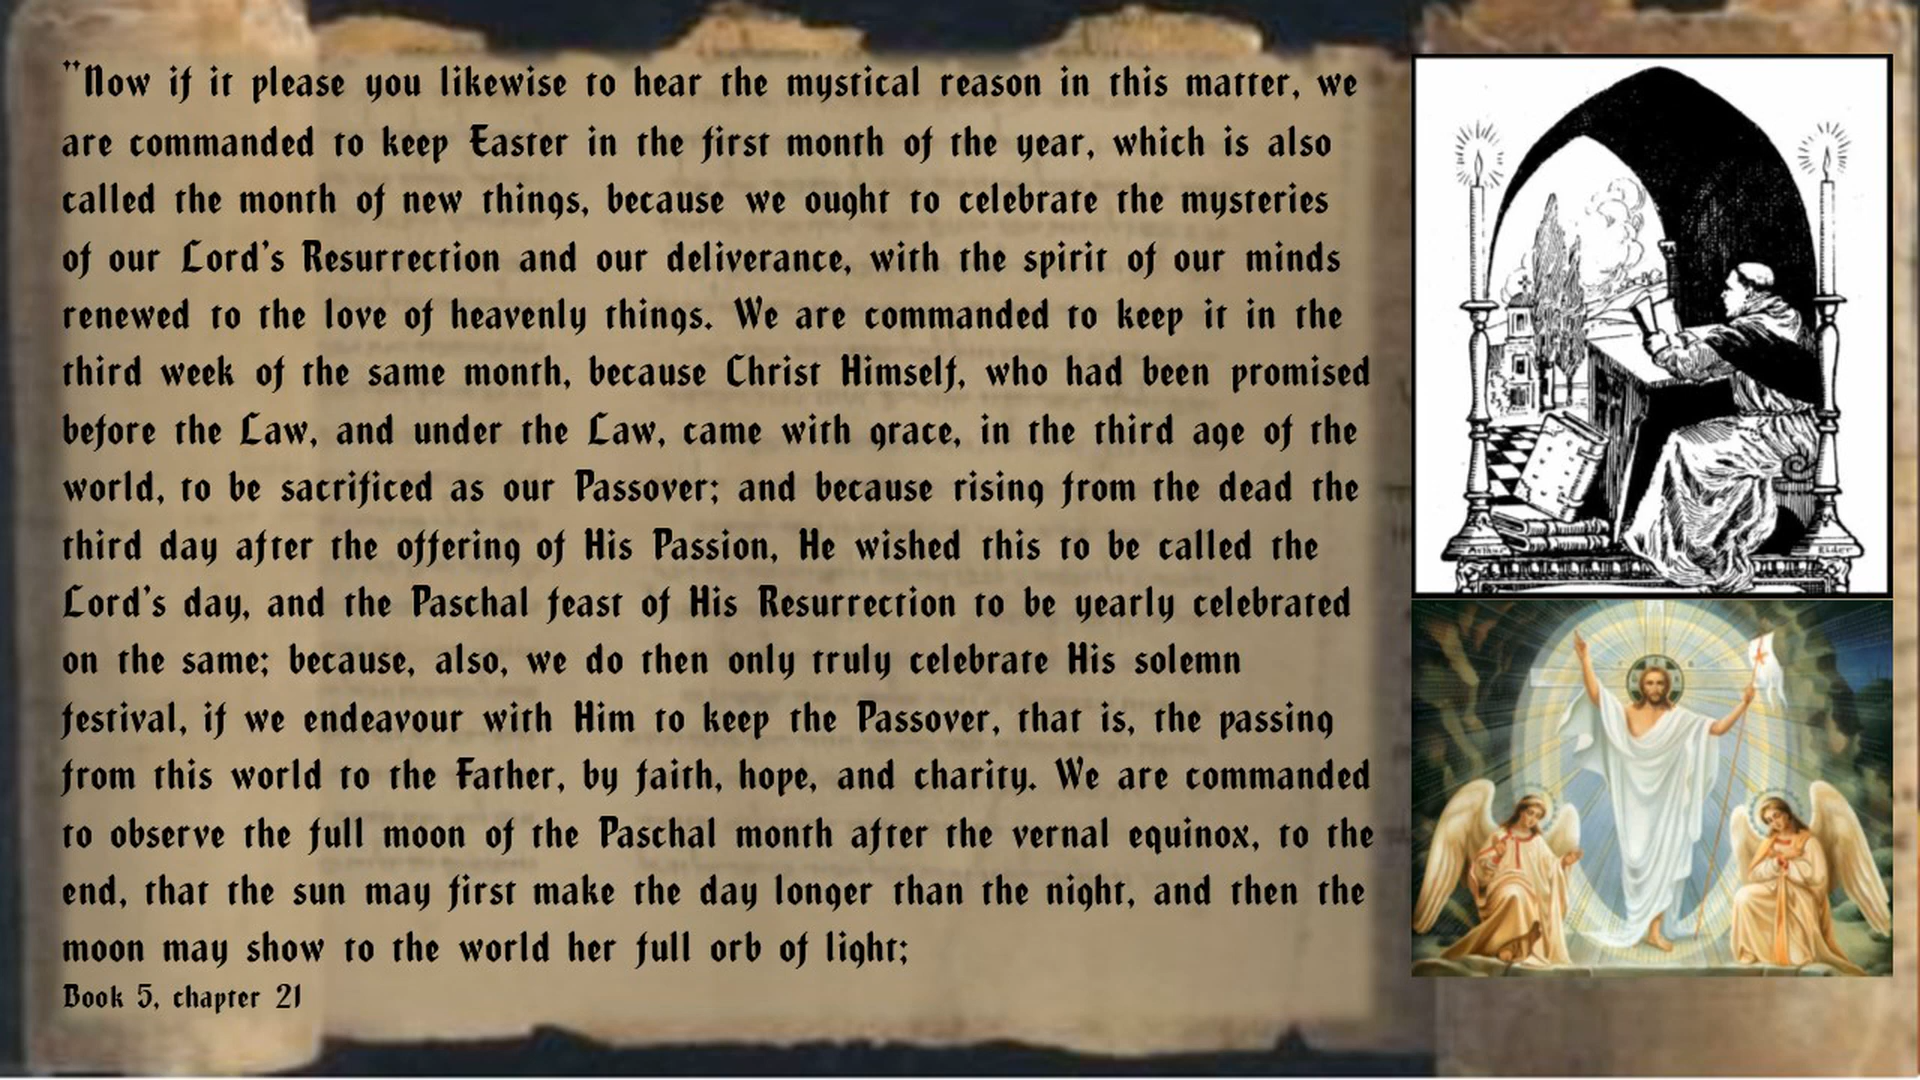 "Now if it please you likewise to hear the mystical reason in this matter, we
are commanded to keep Easter in the first month of the year, which is also
called the month of new things, because we ought to celebrate the mysteries
of our Lord's Resurrection and our deliverance, with the spirit of our minds
renewed to the love of heavenly things. We are commanded to keep it in the
third week of the same month, because Christ Himself, who had been promised
before the Law, and under the Law, came with grace, in the third age of the
world, to be sacrificed as our Passover; and because rising from the dead the
third day after the offering of His Passion, He wished this to be called the
Lord's day, and the Paschal feast of His Resurrection to be yearly celebrated
on the same; because, also, we do then only truly celebrate His solemn
festival, if we endeavour with Him to keep the Passover, that is, the passing
from this world to the Father, by faith, hope, and charity. We are commanded
to observe the full moon of the Paschal month after the vernal equinox, to the
end, that the sun may first make the day longer than the night, and then the
moon may show to the world her full orb of light;
Book 5, chapter 21
Arthur Elder